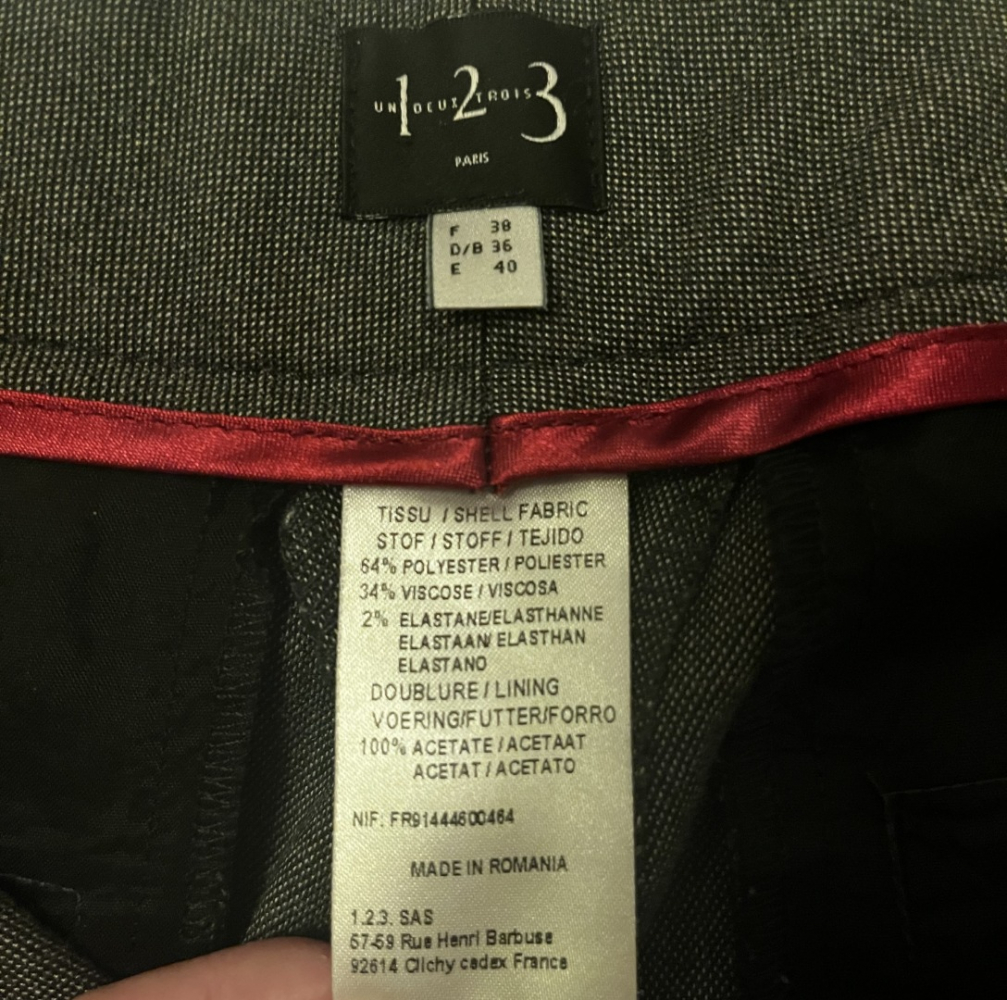 UN 1 DEUX 2 TROIS 3
PARIS
F 38
D/B 36
E 40
TISSU / SHELL FABRIC
STOF / STOFF / TEJIDO
64% POLYESTER / POLIESTER
34% VISCOSE / VISCOSA
2% ELASTANE/ELASTHANNE
ELASTAAN/ ELASTHAN
ELASTANO
DOUBLURE / LINING
VOERING/FUTTER/FORRO
100% ACETATE / ACETAAT
ACETAT / ACETATO
NIF: FR91444600464
MADE IN ROMANIA
1.2.3. SAS
57-59 Rue Henri Barbuse
92614 Clichy cedex France